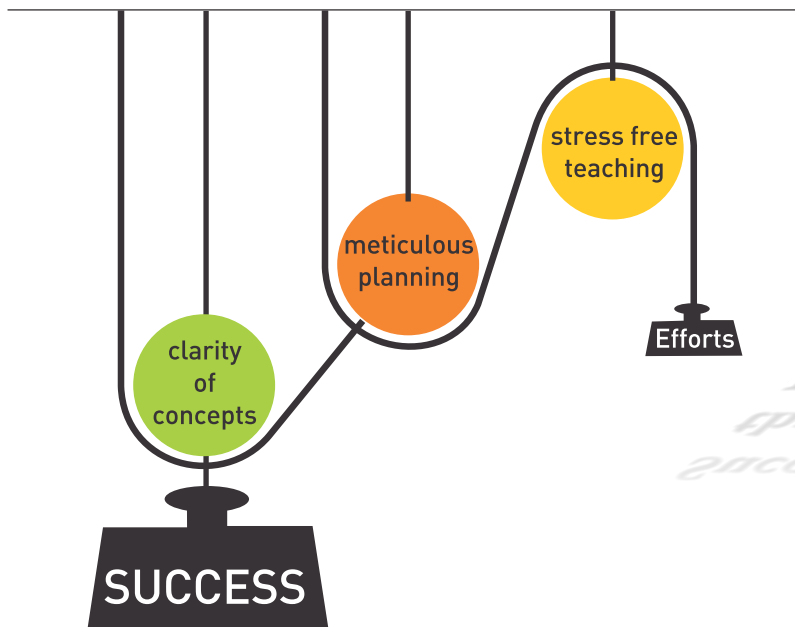 stress free
teaching
meticulous
planning
Efforts
clarity
of
concepts
SUCCESS